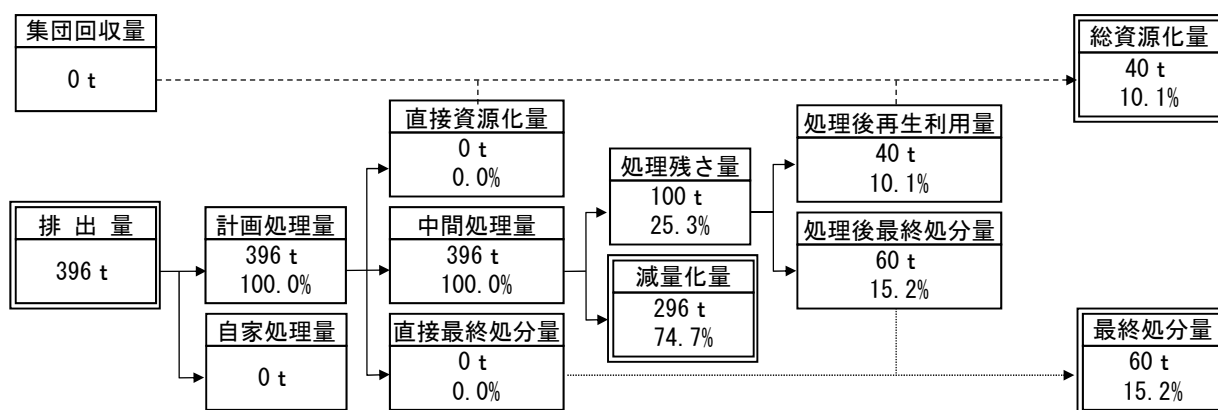 集団回収量
0 t
総資源化量
40 t
10.1%
直接資源化量
0 t
0.0%
処理後再生利用量
40 t
10.1%
処理残さ量
100 t
25.3%
排 出 量
396 t
計画処理量
396 t
100.0%
中間処理量
396 t
100.0%
処理後最終処分量
60 t
15.2%
減量化量
296 t
74.7%
自家処理量
0 t
直接最終処分量
0 t
0.0%
最終処分量
60 t
15.2%